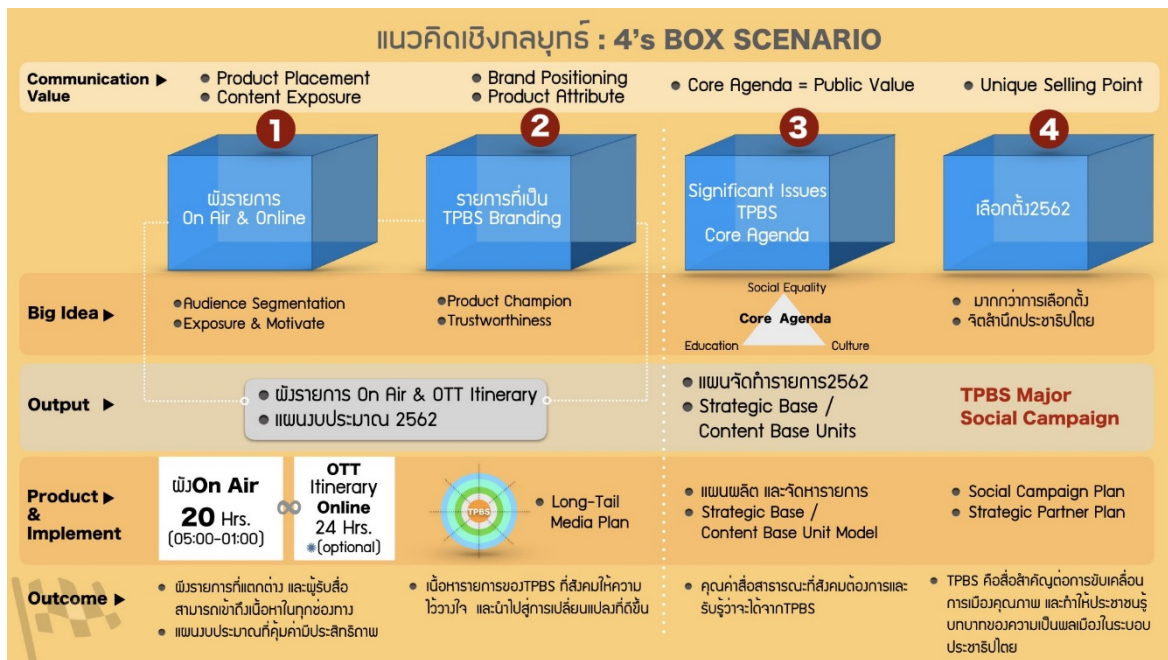 แนวคิดเชิงกลยุทธ์ : 4's BOX SCENARIO
Communication ▶
Value
● Product Placement
● Content Exposure
● Brand Positioning
● Product Attribute
● Core Agenda = Public Value
● Unique Selling Point
1
2
3
4
ผังรายการ
On Air & Online
รายการที่เป็น
TPBS Branding
Significant Issues
TPBS
Core Agenda
เลือกตั้ง2562
Big Idea ▶
● Audience Segmentation
● Exposure & Motivate
● Product Champion
● Trustworthiness
Social Equality
Core Agenda
Education
Culture
● มากกว่าการเลือกตั้ง
● จิตสำนึกประชาธิปไตย
Output ▶
● ผังรายการ On Air & OTT Itinerary
● แผนงบประมาณ 2562
● แผนจัดทำรายการ2562
● Strategic Base /
Content Base Units
TPBS Major
Social Campaign
Product ▶
&
Implement
ผังOn Air
20 Hrs.
(05:00-01:00)
∞
OTT
Itinerary
Online
24 Hrs.
*(optional)
TPBS
● Long-Tail
Media Plan
● แผนผลิต และจัดหารายการ
● Strategic Base /
Content Base Unit Model
● Social Campaign Plan
● Strategic Partner Plan
Outcome ▶
● ผังรายการที่แตกต่าง และผู้รับสื่อ
สามารถเข้าถึงเนื้อหาในทุกช่องทาง
● แผนงบประมาณที่คุ้มค่ามีประสิทธิภาพ
● เนื้อหารายการของTPBS ที่สังคมให้ความ
ไว้วางใจ และนำไปสู่การเปลี่ยนแปลงที่ดีขึ้น
● คุณค่าสื่อสาธารณะที่สังคมต้องการและ
รับรู้ว่าจะได้จากTPBS
● TPBS คือสื่อสำคัญต่อการขับเคลื่อน
การเมืองคุณภาพ และทำให้ประชาชนรู้
บทบาทของความเป็นพลเมืองในระบอบ
ประชาธิปไตย